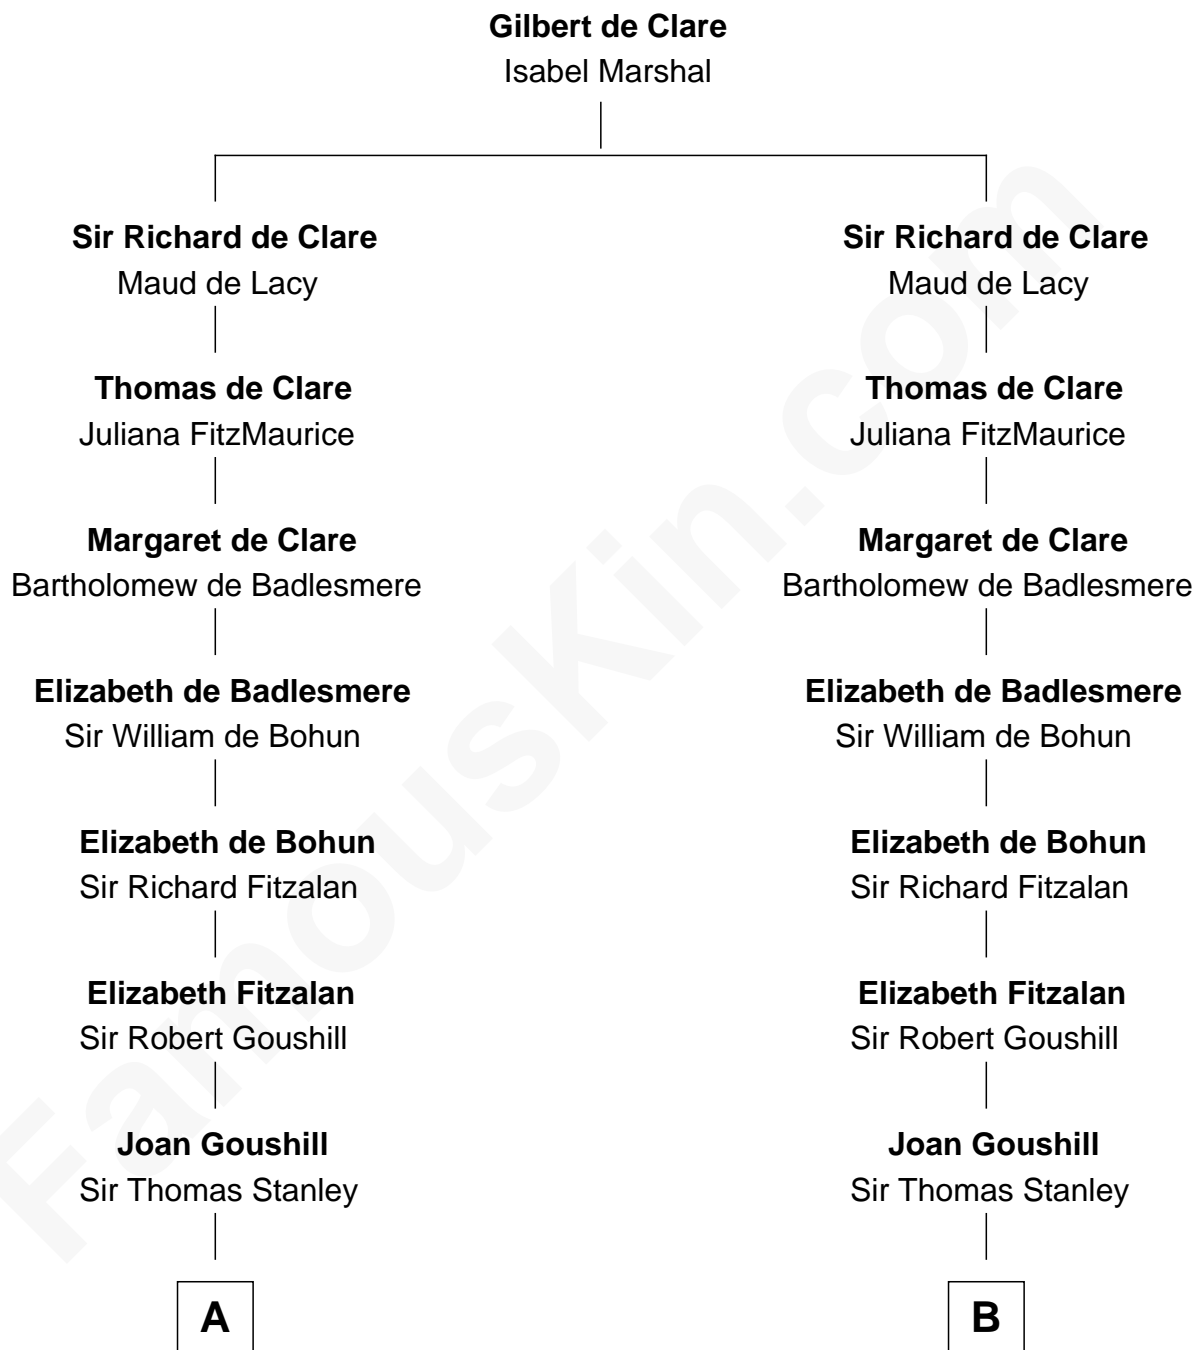 Gilbert de Clare
Isabel Marshal
Sir Richard de Clare
Maud de Lacy
Thomas de Clare
Juliana FitzMaurice
Margaret de Clare
Bartholomew de Badlesmere
Elizabeth de Badlesmere
Sir William de Bohun
Elizabeth de Bohun
Sir Richard Fitzalan
Elizabeth Fitzalan
Sir Robert Goushill
Joan Goushill
Sir Thomas Stanley
A
Sir Richard de Clare
Maud de Lacy
Thomas de Clare
Juliana FitzMaurice
Margaret de Clare
Bartholomew de Badlesmere
Elizabeth de Badlesmere
Sir William de Bohun
Elizabeth de Bohun
Sir Richard Fitzalan
Elizabeth Fitzalan
Sir Robert Goushill
Joan Goushill
Sir Thomas Stanley
B
FamousKin.com